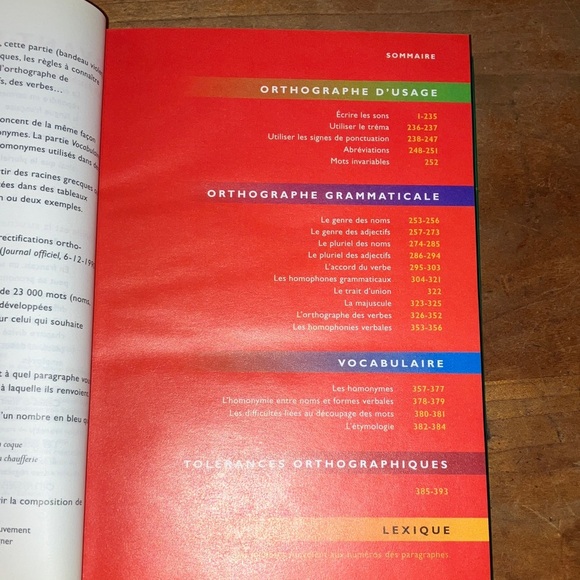 , cette partie (bandeau
ques, les règles à connaître
l'orthographe de
s, des verbes…
oncent de la même façon
onymes. La partie Vocabula
omonymes utilisés dans
tir des racines grecques
ées dans des tableaux
n ou deux exemples.
ectifications ortho-
(Journal officiel, 6-12-19
de 23 000 mots (noms,
développées
ur celui qui souhaite
t à quel paragraphe vou
à laquelle ils renvoient
'un nombre en bleu
a coque
a chaufferie
rir la composition de
uvement
ner
SOMMAIRE
ORTHOGRAPHE D'USAGE
Écrire les sons 1-235
Utiliser le tréma 236-237
Utiliser les signes de ponctuation 238-247
Abréviations 248-251
Mots invariables 252
ORTHOGRAPHE GRAMMATICALE
Le genre des noms 253-256
Le genre des adjectifs 257-273
Le pluriel des noms 274-285
Le pluriel des adjectifs 286-294
L'accord du verbe 295-303
Les homophones grammaticaux 304-321
Le trait d'union 322
La majuscule 323-325
L'orthographe des verbes 326-352
Les homophonies verbales 353-356
VOCABULAIRE
Les homonymes 357-377
L'homonymie entre noms et formes verbales 378-379
Les difficultés liées au découpage des mots 380-381
L'étymologie 382-384
TOLÉRANCES ORTHOGRAPHIQUES
385-393
LEXIQUE
aux numéros des paragraphes